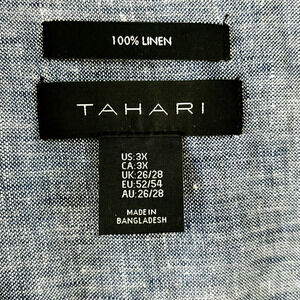 100% LINEN
TAHARI
US:3X
CA:3X
UK:26/28
EU:52/54
AU:26/28
MADE IN
BANGLADESH